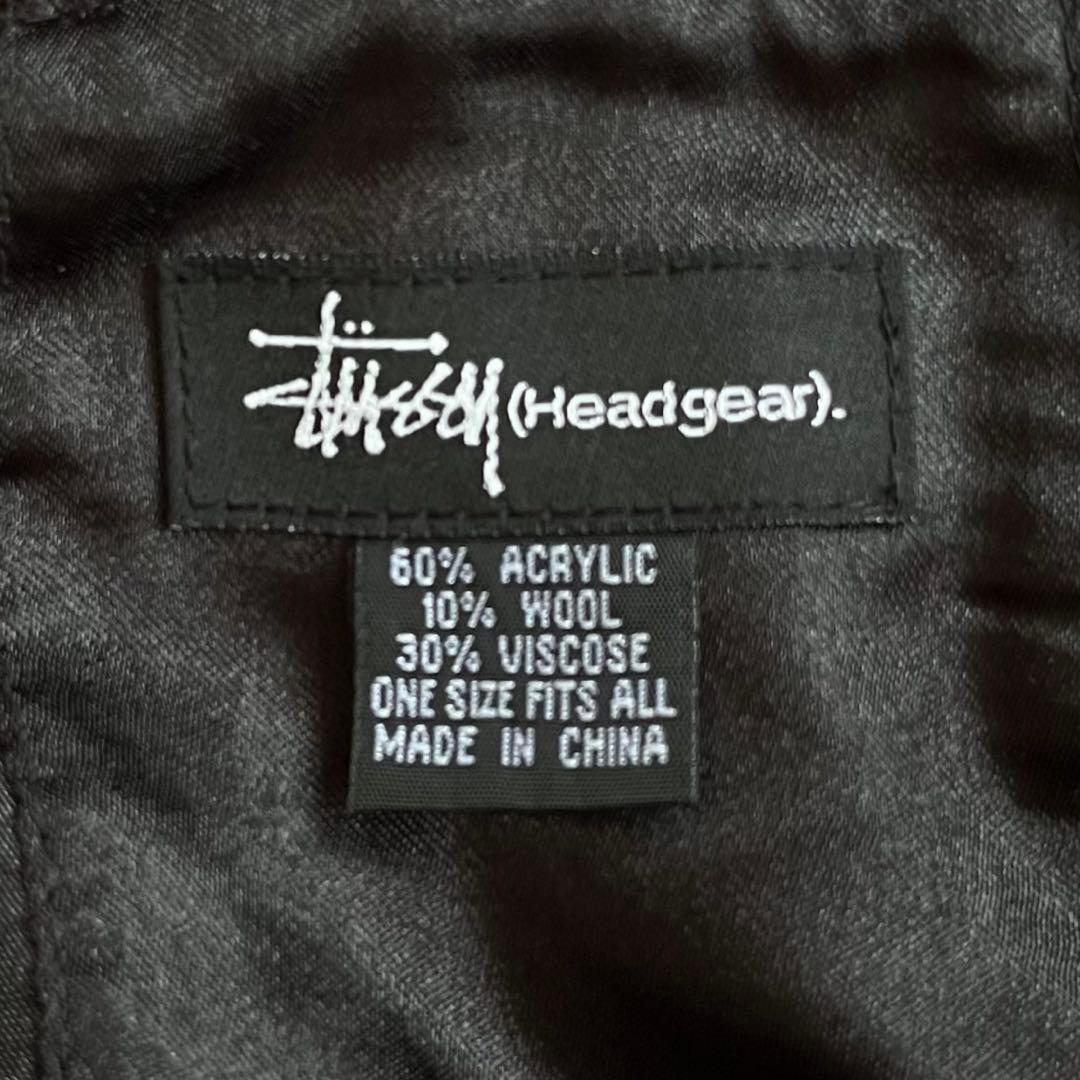 Stüssy (Headgear).
60% ACRYLIC
10% WOOL
30% VISCOSE
ONE SIZE FITS ALL
MADE IN CHINA